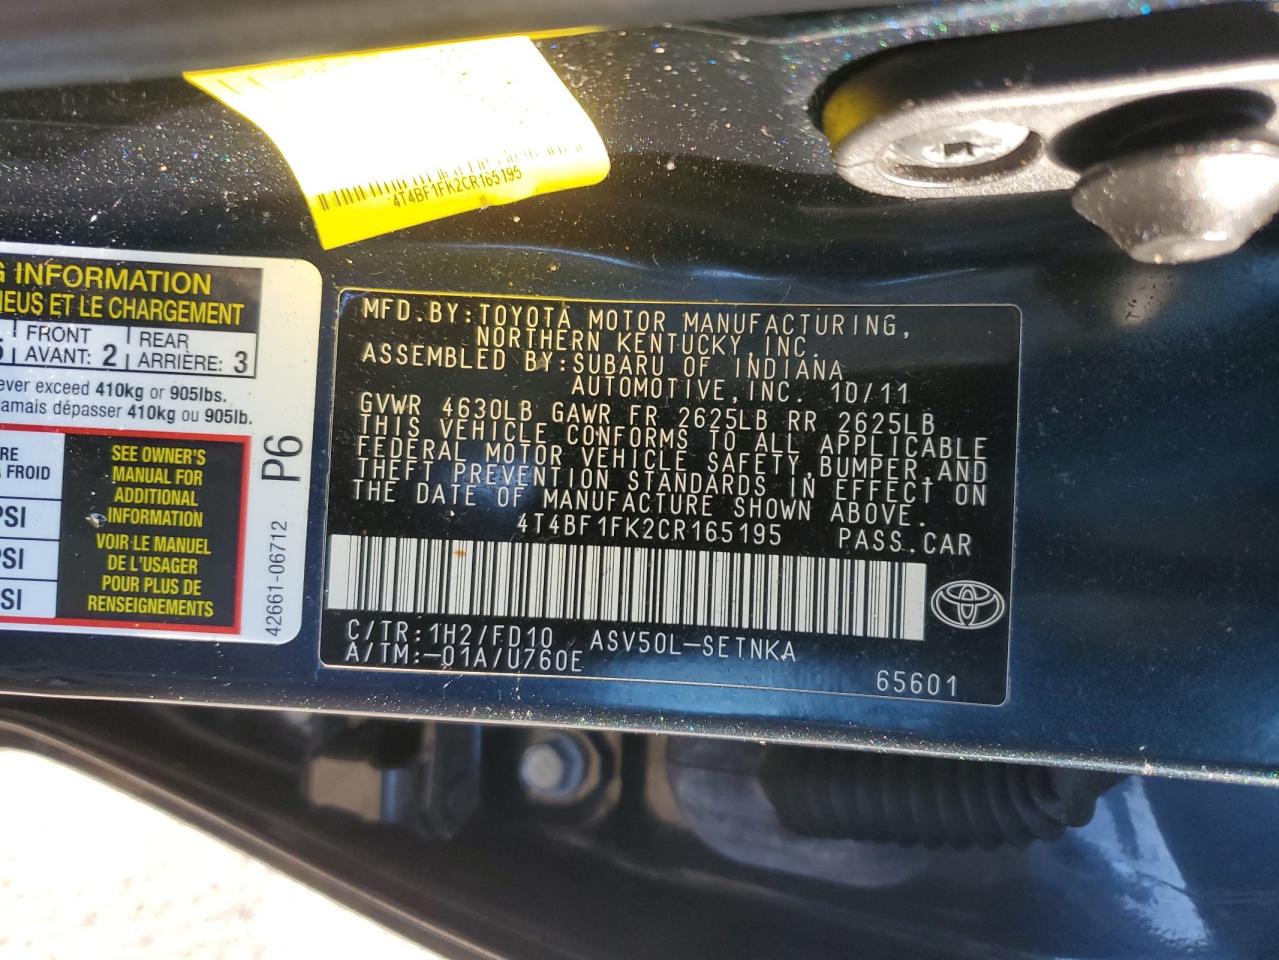 4T4BF1FK2CR165195
G INFORMATION
NEUS ET LE CHARGEMENT
5 FRONT REAR
AVANT: 2 ARRIÈRE: 3
ever exceed 410kg or 905lbs.
jamais dépasser 410kg ou 905lb.
RE
A FROID
PSI
PSI
PSI
SEE OWNER'S
MANUAL FOR
ADDITIONAL
INFORMATION
VOIR LE MANUEL
DE L'USAGER
POUR PLUS DE
RENSEIGNEMENTS
P6
42661-06712
MFD.BY:TOYOTA MOTOR MANUFACTURING,
NORTHERN KENTUCKY,INC.
ASSEMBLED BY:SUBARU OF INDIANA
AUTOMOTIVE,INC. 10/11
GVWR 4630LB GAWR FR 2625LB RR 2625LB
THIS VEHICLE CONFORMS TO ALL APPLICABLE
FEDERAL MOTOR VEHICLE SAFETY,BUMPER,AND
THEFT PREVENTION STANDARDS IN EFFECT ON
THE DATE OF MANUFACTURE SHOWN ABOVE.
4T4BF1FK2CR165195 PASS.CAR
C/TR:1H2/FD10 ASV50L-SETNKA
A/TM:-01A/U760E
65601